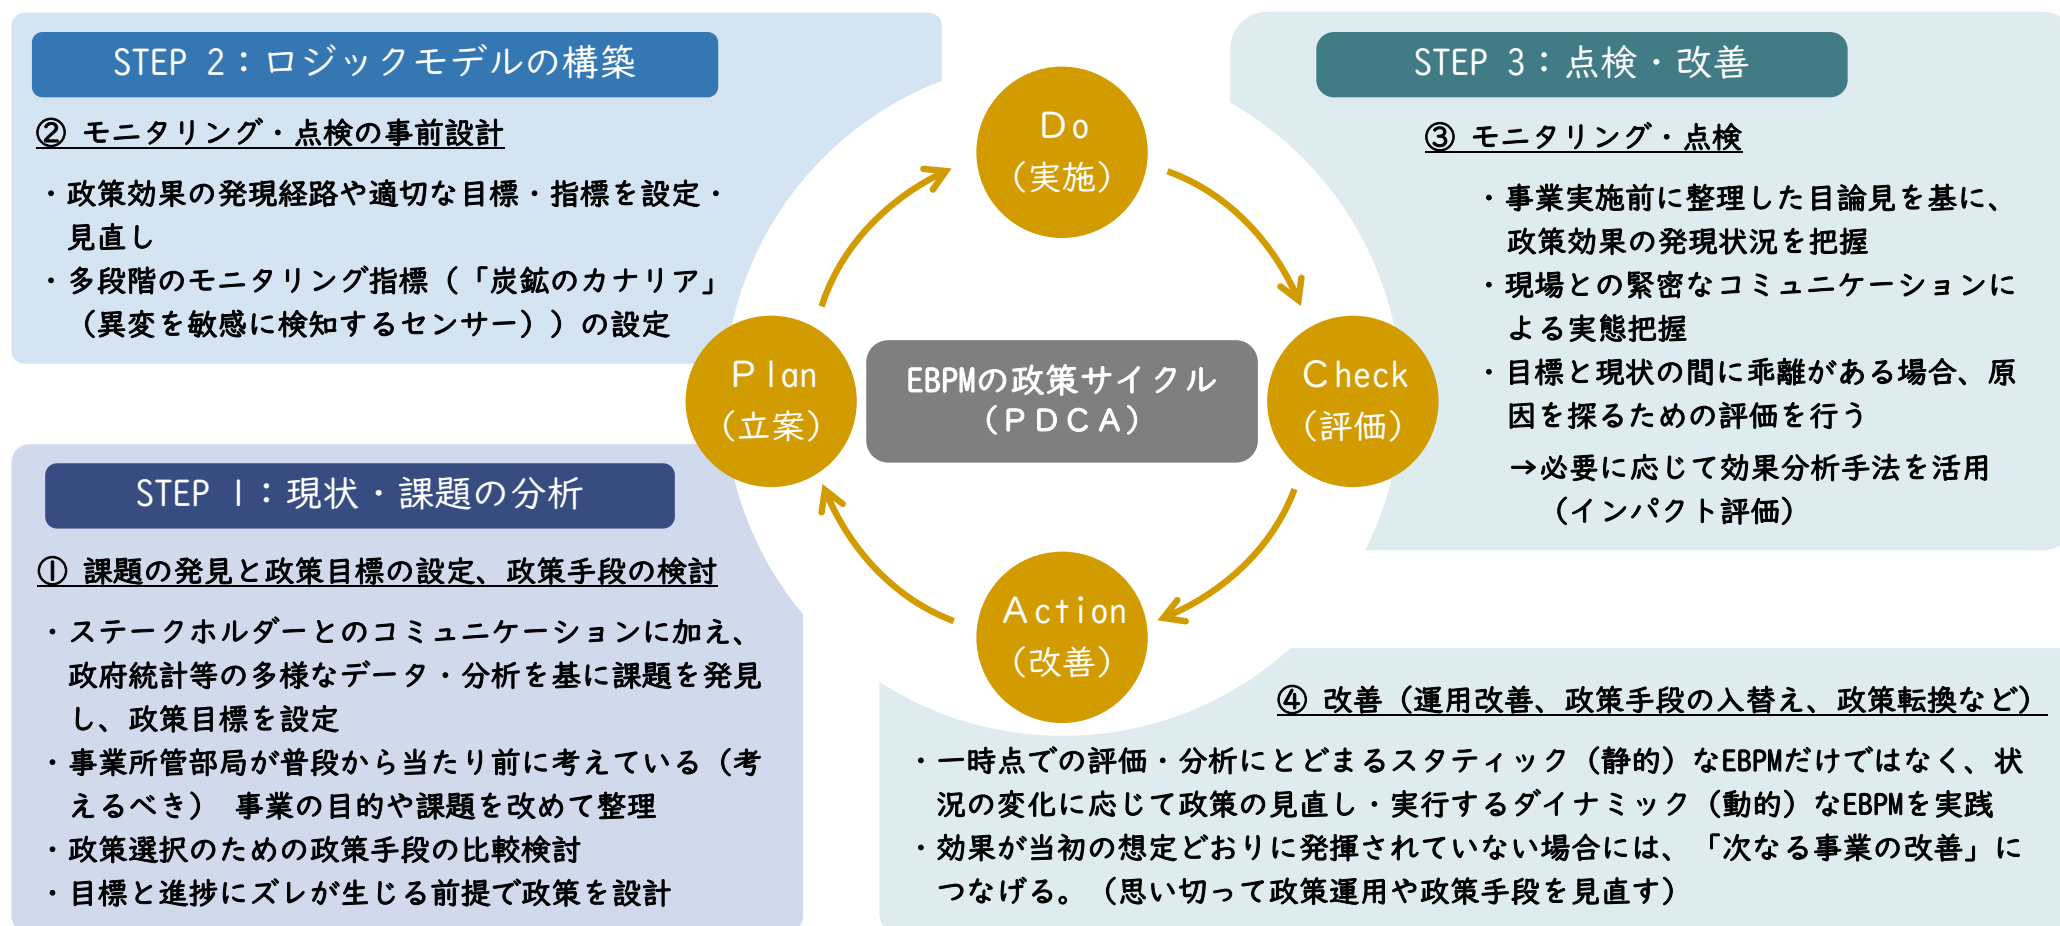 STEP 2：ロジックモデルの構築
② モニタリング・点検の事前設計
・政策効果の発現経路や適切な目標・指標を設定・
見直し
・多段階のモニタリング指標（「炭鉱のカナリア」
（異変を敏感に検知するセンサー））の設定
STEP 1：現状・課題の分析
① 課題の発見と政策目標の設定、政策手段の検討
・ステークホルダーとのコミュニケーションに加え、
政府統計等の多様なデータ・分析を基に課題を発見
し、政策目標を設定
・事業所管部局が普段から当たり前に考えている（考
えるべき） 事業の目的や課題を改めて整理
・政策選択のための政策手段の比較検討
・目標と進捗にズレが生じる前提で政策を設計
Do
（実施）
Plan
（立案）
EBPMの政策サイクル
（ＰＤＣＡ）
Check
（評価）
Action
（改善）
STEP 3：点検・改善
③ モニタリング・点検
・事業実施前に整理した目論見を基に、
政策効果の発現状況を把握
・現場との緊密なコミュニケーションに
よる実態把握
・目標と現状の間に乖離がある場合、原
因を探るための評価を行う
→必要に応じて効果分析手法を活用
（インパクト評価）
④ 改善（運用改善、政策手段の入替え、政策転換など）
・一時点での評価・分析にとどまるスタティック（静的）なEBPMだけではなく、状
況の変化に応じて政策の見直し・実行するダイナミック（動的）なEBPMを実践
・効果が当初の想定どおりに発揮されていない場合には、「次なる事業の改善」に
つなげる。（思い切って政策運用や政策手段を見直す）